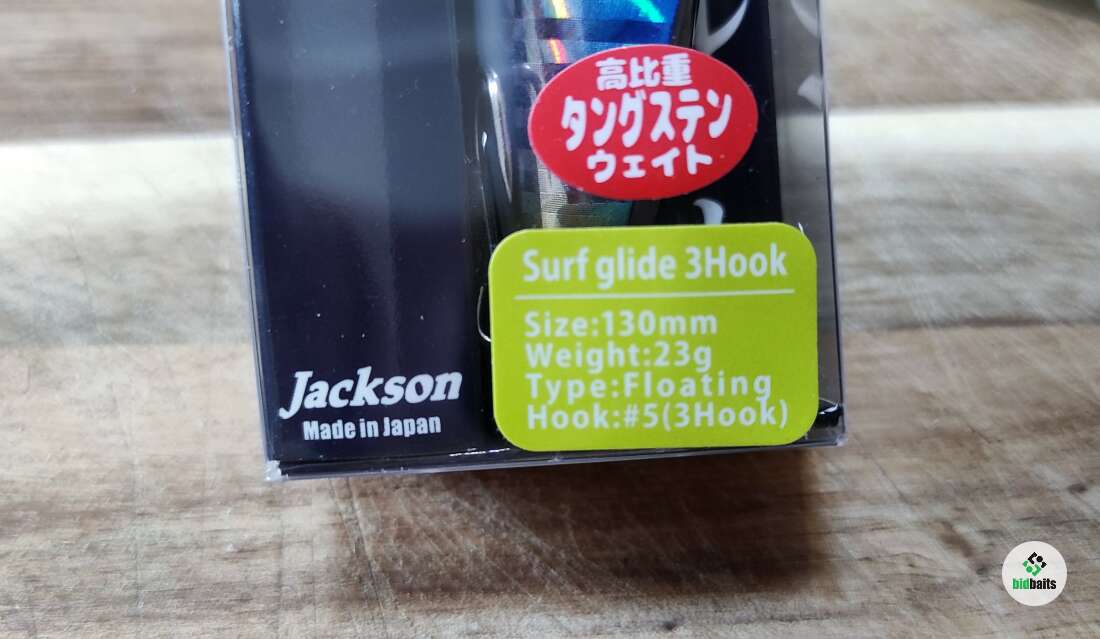 高比重
タングステン
ウェイト
Surf glide 3Hook
Size:130mm
Weight:23g
Type:Floating
Hook:#5(3Hook)
Jackson
Made in Japan
bidbaits